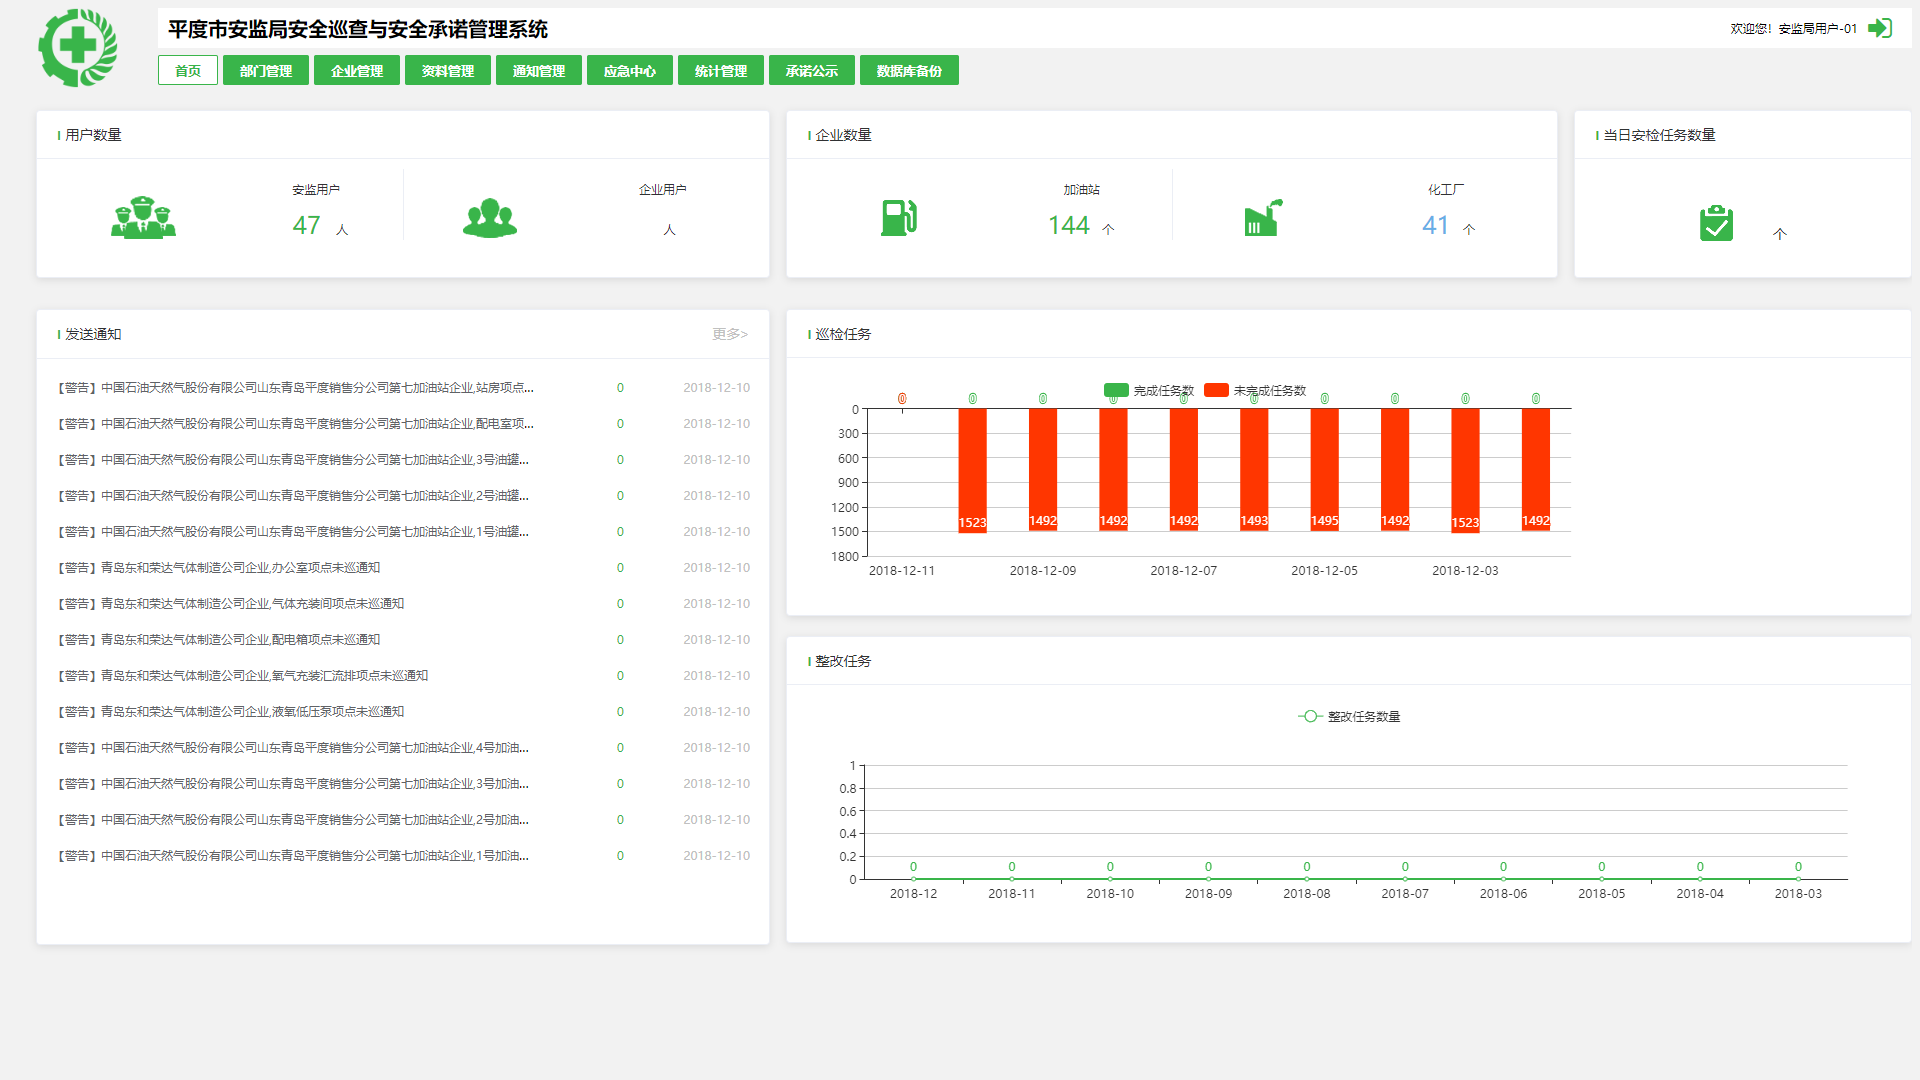 平度市安监局安全巡查与安全承诺管理系统
欢迎您！安监局用户-01
首页 部门管理 企业管理 资料管理 通知管理 应急中心 统计管理 承诺公示 数据库备份
用户数量
安监用户
47 人
企业用户
人
企业数量
加油站
144 个
化工厂
41 个
当日安检任务数量
个
发送通知 更多>
【警告】中国石油天然气股份有限公司山东青岛平度销售分公司第七加油站企业,站房项点... 0 2018-12-10
【警告】中国石油天然气股份有限公司山东青岛平度销售分公司第七加油站企业,配电室项... 0 2018-12-10
【警告】中国石油天然气股份有限公司山东青岛平度销售分公司第七加油站企业,3号油罐... 0 2018-12-10
【警告】中国石油天然气股份有限公司山东青岛平度销售分公司第七加油站企业,2号油罐... 0 2018-12-10
【警告】中国石油天然气股份有限公司山东青岛平度销售分公司第七加油站企业,1号油罐... 0 2018-12-10
【警告】青岛东和荣达气体制造公司企业,办公室项点未巡通知 0 2018-12-10
【警告】青岛东和荣达气体制造公司企业,气体充装间项点未巡通知 0 2018-12-10
【警告】青岛东和荣达气体制造公司企业,配电箱项点未巡通知 0 2018-12-10
【警告】青岛东和荣达气体制造公司企业,氧气充装汇流排项点未巡通知 0 2018-12-10
【警告】青岛东和荣达气体制造公司企业,液氧低压泵项点未巡通知 0 2018-12-10
【警告】中国石油天然气股份有限公司山东青岛平度销售分公司第七加油站企业,4号加油... 0 2018-12-10
【警告】中国石油天然气股份有限公司山东青岛平度销售分公司第七加油站企业,3号加油... 0 2018-12-10
【警告】中国石油天然气股份有限公司山东青岛平度销售分公司第七加油站企业,2号加油... 0 2018-12-10
【警告】中国石油天然气股份有限公司山东青岛平度销售分公司第七加油站企业,1号加油... 0 2018-12-10
巡检任务
完成任务数 未完成任务数
0 0 0 0 0 0 0 0 0 0
0
300
600
900
1200
1500
1800
1523 1492 1492 1492 1493 1495 1492 1523 1492
2018-12-11 2018-12-09 2018-12-07 2018-12-05 2018-12-03
整改任务
整改任务数量
1
0.8
0.6
0.4
0.2
0
0 0 0 0 0 0 0 0 0 0
2018-12 2018-11 2018-10 2018-09 2018-08 2018-07 2018-06 2018-05 2018-04 2018-03